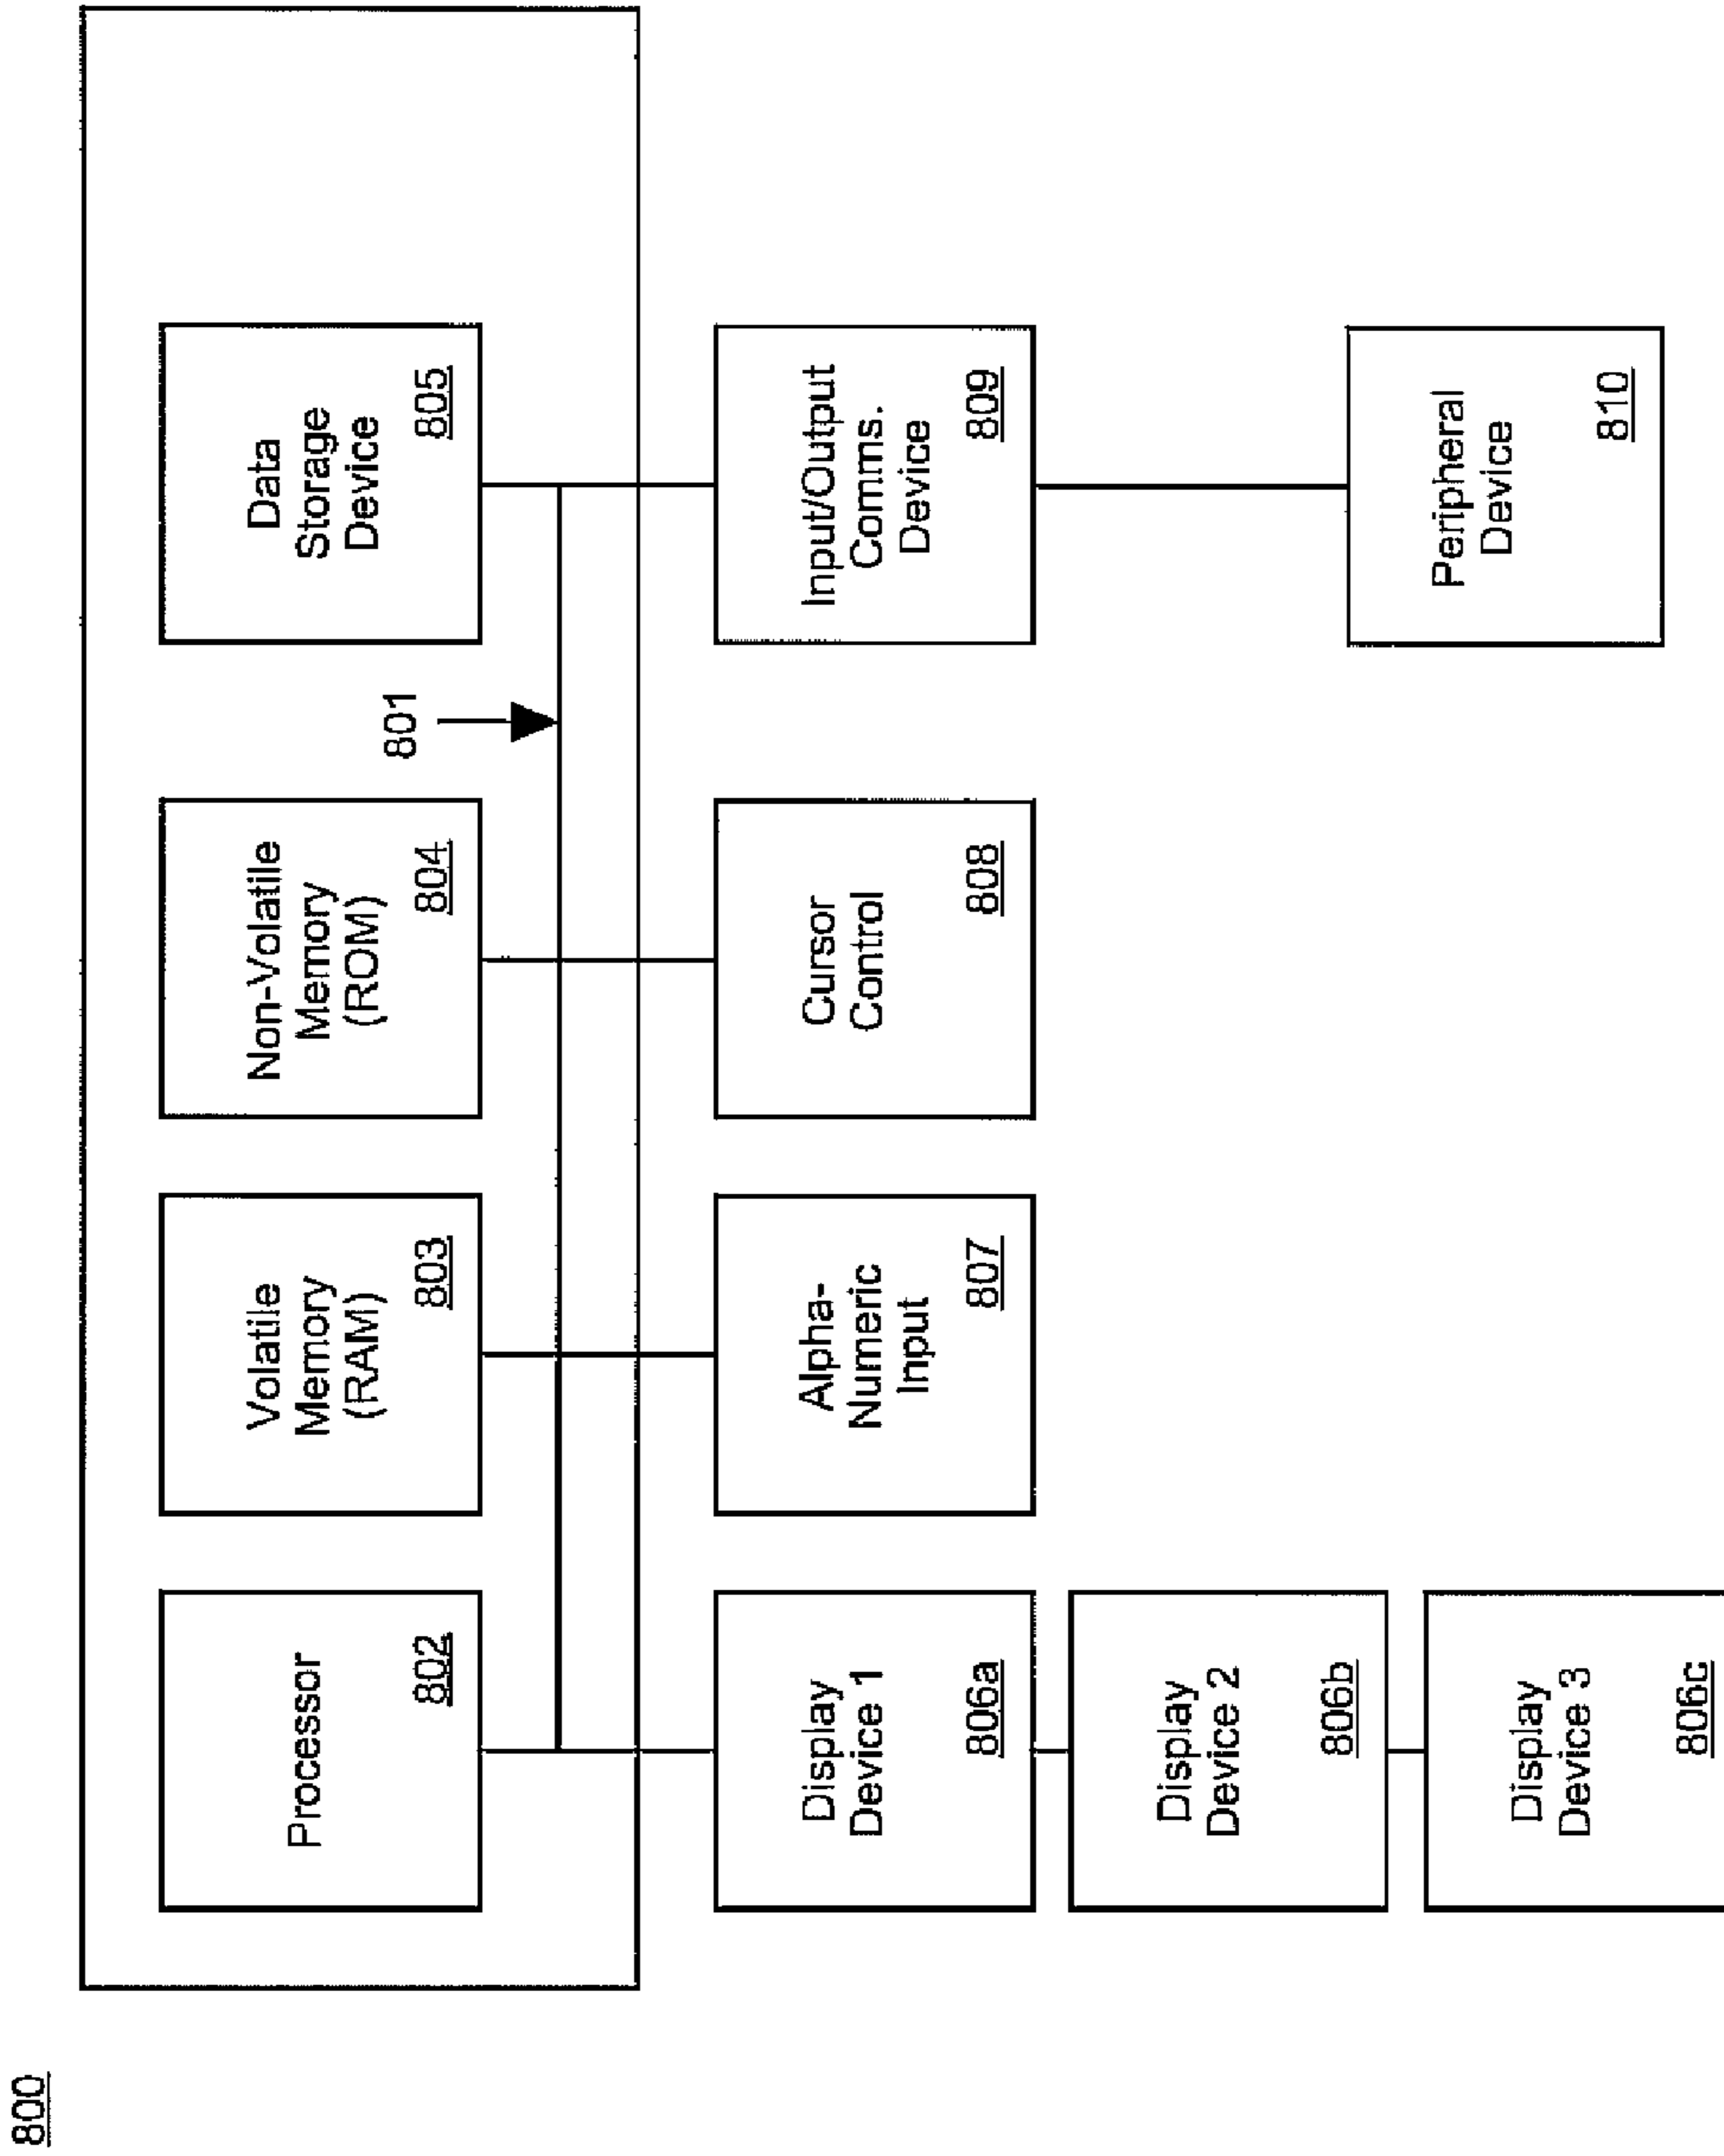 800
Processor
802
Volatile
Memory
(RAM)
803
Non-Volatile
Memory
(ROM)
804
Data
Storage
Device
805
801
Display
Device 1
806a
Alpha-
Numeric
Input
807
Cursor
Control
808
Input/Output
Comms.
Device
809
Display
Device 2
806b
Display
Device 3
806c
Peripheral
Device
810